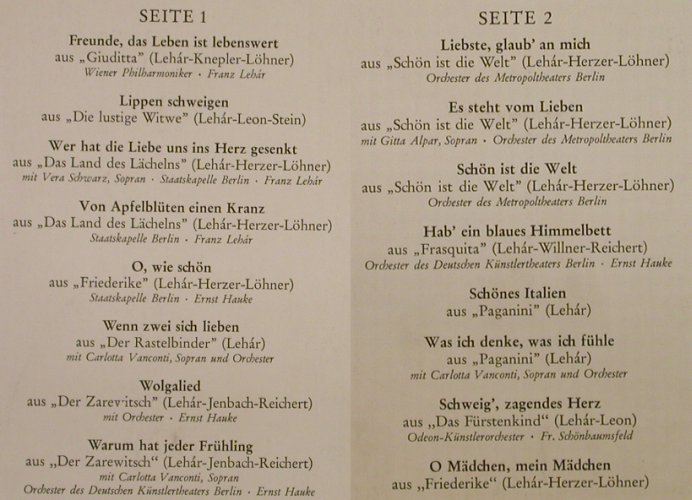 SEITE 1
Freunde, das Leben ist lebenswert
aus „Giuditta” (Lehár-Knepler-Löhner)
Wiener Philharmoniker · Franz Lehár
Lippen schweigen
aus „Die lustige Witwe” (Lehár-Leon-Stein)
Wer hat die Liebe uns ins Herz gesenkt
aus „Das Land des Lächelns” (Lehár-Herzer-Löhner)
mit Vera Schwarz, Sopran · Staatskapelle Berlin · Franz Lehár
Von Apfelblüten einen Kranz
aus „Das Land des Lächelns” (Lehár-Herzer-Löhner)
Staatskapelle Berlin · Franz Lehár
O, wie schön
aus „Friederike” (Lehár-Herzer-Löhner)
Staatskapelle Berlin · Ernst Hauke
Wenn zwei sich lieben
aus „Der Rastelbinder” (Lehár)
mit Carlotta Vanconti, Sopran und Orchester
Wolgalied
aus „Der Zarewitsch” (Lehár-Jenbach-Reichert)
mit Orchester · Ernst Hauke
Warum hat jeder Frühling
aus „Der Zarewitsch“ (Lehár-Jenbach-Reichert)
mit Carlotta Vanconti, Sopran
Orchester des Deutschen Künstlertheaters Berlin · Ernst Hauke
SEITE 2
Liebste, glaub’ an mich
aus „Schön ist die Welt” (Lehár-Herzer-Löhner)
Orchester des Metropoltheaters Berlin
Es steht vom Lieben
aus „Schön ist die Welt” (Lehár-Herzer-Löhner)
mit Gitta Alpar, Sopran · Orchester des Metropoltheaters Berlin
Schön ist die Welt
aus „Schön ist die Welt” (Lehár-Herzer-Löhner)
Orchester des Metropoltheaters Berlin
Hab’ ein blaues Himmelbett
aus „Frasquita” (Lehár-Willner-Reichert)
Orchester des Deutschen Künstlertheaters Berlin · Ernst Hauke
Schönes Italien
aus „Paganini” (Lehár)
Was ich denke, was ich fühle
aus „Paganini” (Lehár)
mit Carlotta Vanconti, Sopran und Orchester
Schweig’, zagendes Herz
aus „Das Fürstenkind“ (Lehár-Leon)
Odeon-Künstlerorchester · Fr. Schönbaumsfeld
O Mädchen, mein Mädchen
aus „Friederike“ (Lehár-Herzer-Löhner)